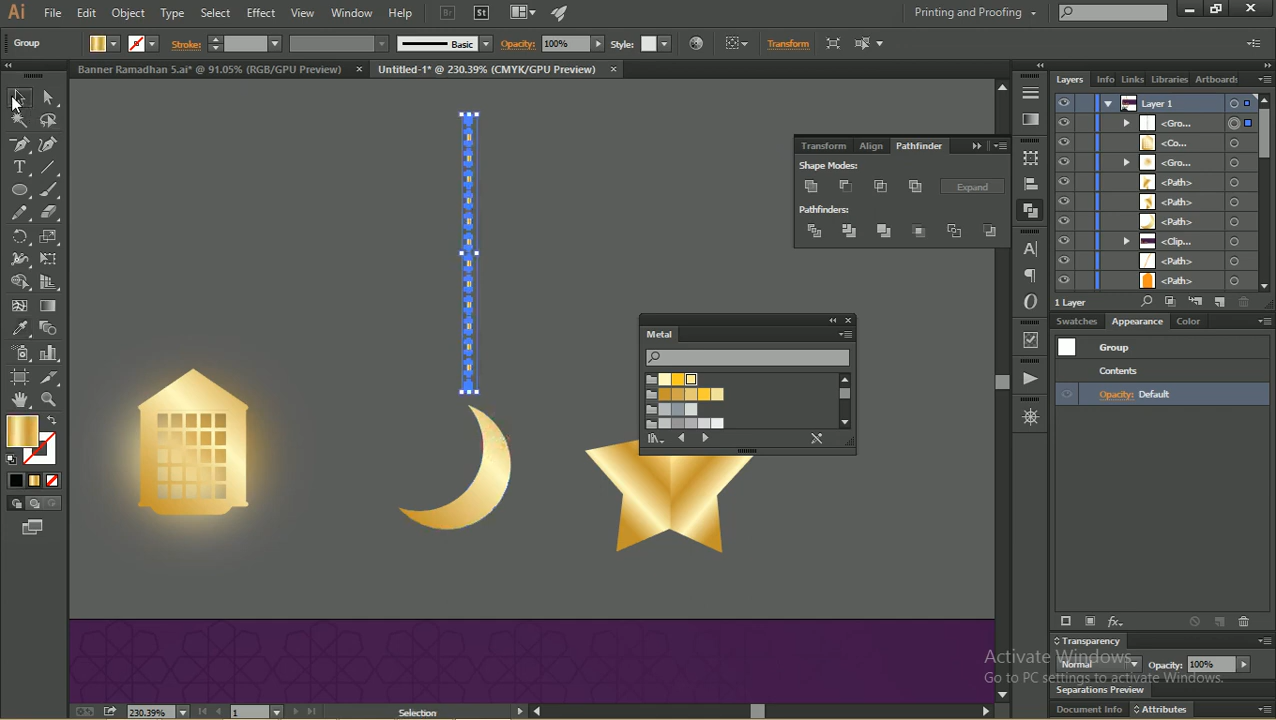 Ai File Edit Object Type Select Effect View Window Help Br St Printing and Proofing
Group Stroke: Basic Opacity: 100% Style: Transform
Banner Ramadhan 5.ai* @ 91.05% (RGB/GPU Preview) × Untitled-1* @ 230.39% (CMYK/GPU Preview) ×
Layers Info Links Libraries Artboards
Layer 1
<Gro...
<Co...
<Gro...
<Path>
<Path>
<Path>
<Clip...
<Path>
<Path>
1 Layer
Transform Align Pathfinder
Shape Modes:
Expand
Pathfinders:
Metal
Swatches Appearance Color
Group
Contents
Opacity: Default
Transparency
Normal Opacity: 100%
Separations Preview
Document Info Attributes
Activate Windows
Go to PC settings to activate Windows.
230.39% 1 Selection